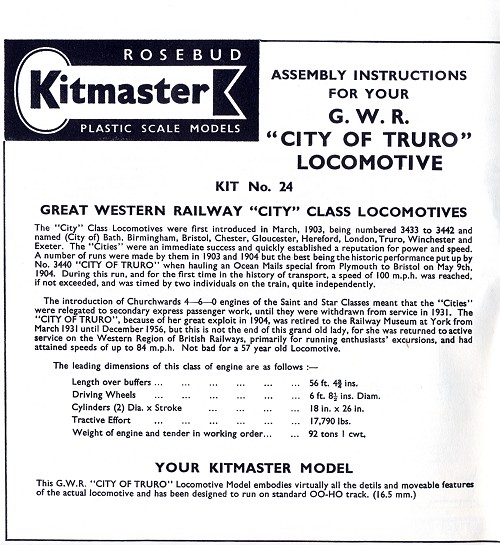 ROSEBUD
Kitmaster
PLASTIC SCALE MODELS
ASSEMBLY INSTRUCTIONS
FOR YOUR
G. W. R.
"CITY OF TRURO"
LOCOMOTIVE
KIT No. 24
GREAT WESTERN RAILWAY "CITY" CLASS LOCOMOTIVES
The "City" Class Locomotives were first introduced in March, 1903, being numbered 3433 to 3442 and
named (City of) Bath, Birmingham, Bristol, Chester, Gloucester, Hereford, London, Truro, Winchester and
Exeter. The "Cities" were an immediate success and quickly established a reputation for power and speed.
A number of runs were made by them in 1903 and 1904 but the best being the historic performance put up by
No. 3440 "CITY OF TRURO" when hauling an Ocean Mails special from Plymouth to Bristol on May 9th,
1904. During this run, and for the first time in the history of transport, a speed of 100 m.p.h. was reached,
if not exceeded, and was timed by two individuals on the train, quite independently.
The introduction of Churchwards 4—6—0 engines of the Saint and Star Classes meant that the "Cities"
were relegated to secondary express passenger work, until they were withdrawn from service in 1931. The
"CITY OF TRURO", because of her great exploit in 1904, was retired to the Railway Museum at York from
March 1931 until December 1956, but this is not the end of this grand old lady, for she was returned to active
service on the Western Region of British Railways, primarily for running enthusiasts' excursions, and had
attained speeds of up to 84 m.p.h. Not bad for a 57 year old Locomotive.
The leading dimensions of this class of engine are as follows :—
Length over buffers ... ... ... ... ... ... 56 ft. 4¾ ins.
Driving Wheels ... ... ... ... ... ... 6 ft. 8½ ins. Diam.
Cylinders (2) Dia. x Stroke ... ... ... ... 18 in. x 26 in.
Tractive Effort ... ... ... ... ... ... 17,790 lbs.
Weight of engine and tender in working order... ... 92 tons 1 cwt.
YOUR KITMASTER MODEL
This G.W.R. "CITY OF TRURO" Locomotive Model embodies virtually all the detils and moveable features
of the actual locomotive and has been designed to run on standard OO-HO track. (16.5 mm.)